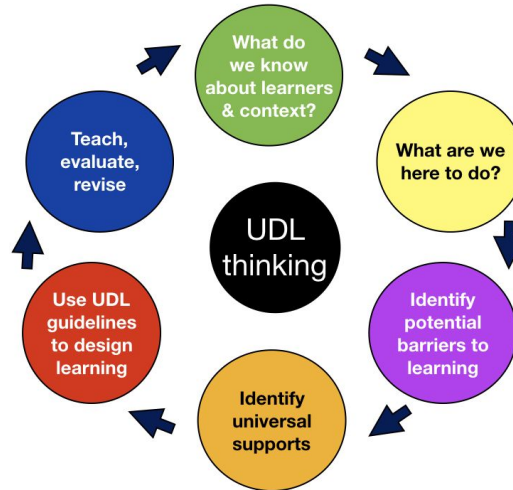 What do
we know
about learners
& context?
What are we
here to do?
Identify
potential
barriers to
learning
Identify
universal
supports
Use UDL
guidelines
to design
learning
Teach,
evaluate,
revise
UDL
thinking